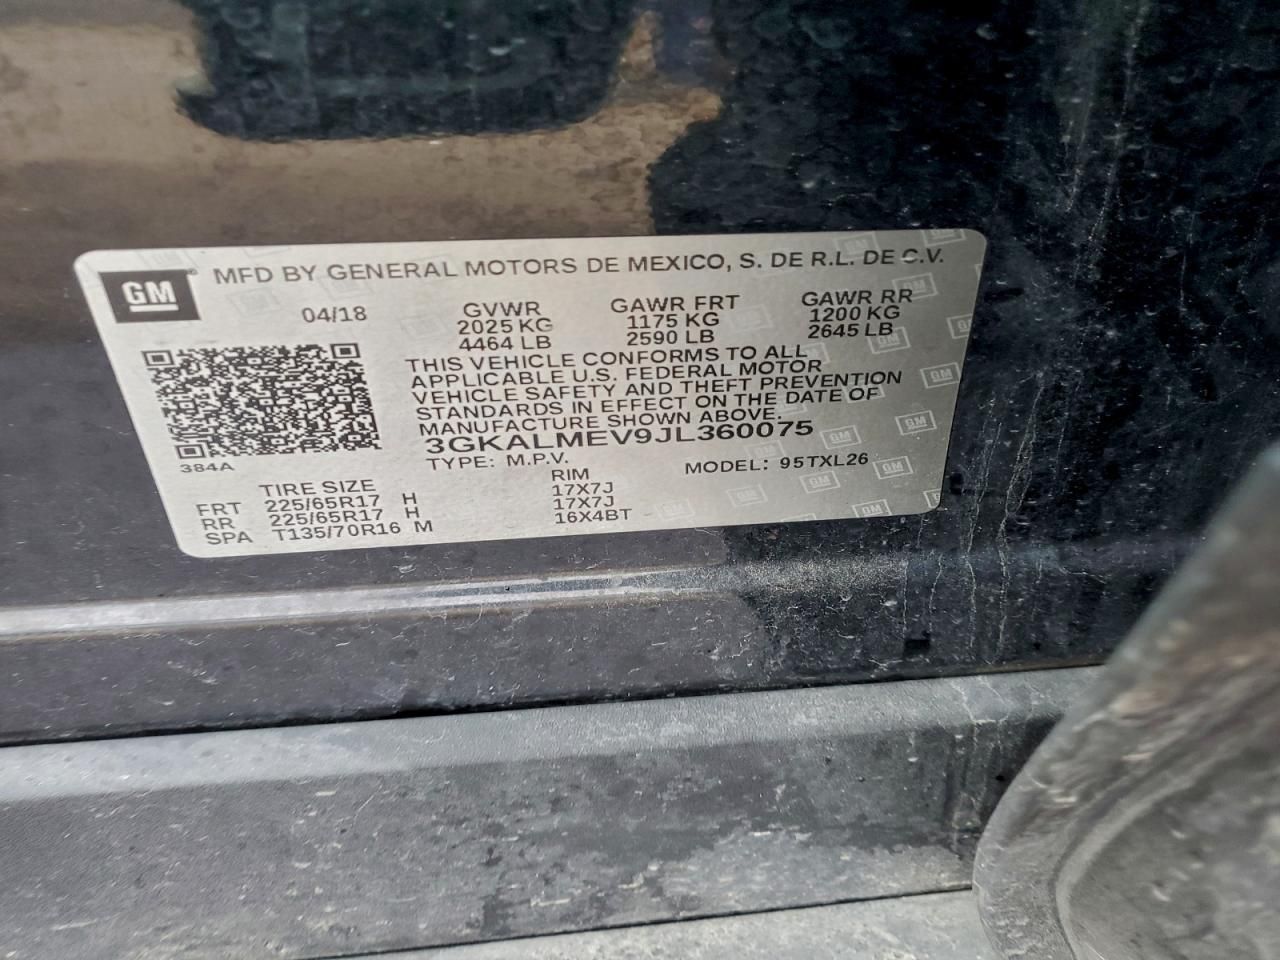 GM
MFD BY GENERAL MOTORS DE MEXICO, S. DE R.L. DE C.V.
04/18 GVWR GAWR FRT GAWR RR
2025 KG 1175 KG 1200 KG
4464 LB 2590 LB 2645 LB
THIS VEHICLE CONFORMS TO ALL
APPLICABLE U.S. FEDERAL MOTOR
VEHICLE SAFETY AND THEFT PREVENTION
STANDARDS IN EFFECT ON THE DATE OF
MANUFACTURE SHOWN ABOVE.
3GKALMEV9JL360075
384A TYPE: M.P.V. MODEL: 95TXL26
TIRE SIZE RIM
FRT 225/65R17 H 17X7J
RR 225/65R17 H 17X7J
SPA T135/70R16 M 16X4BT